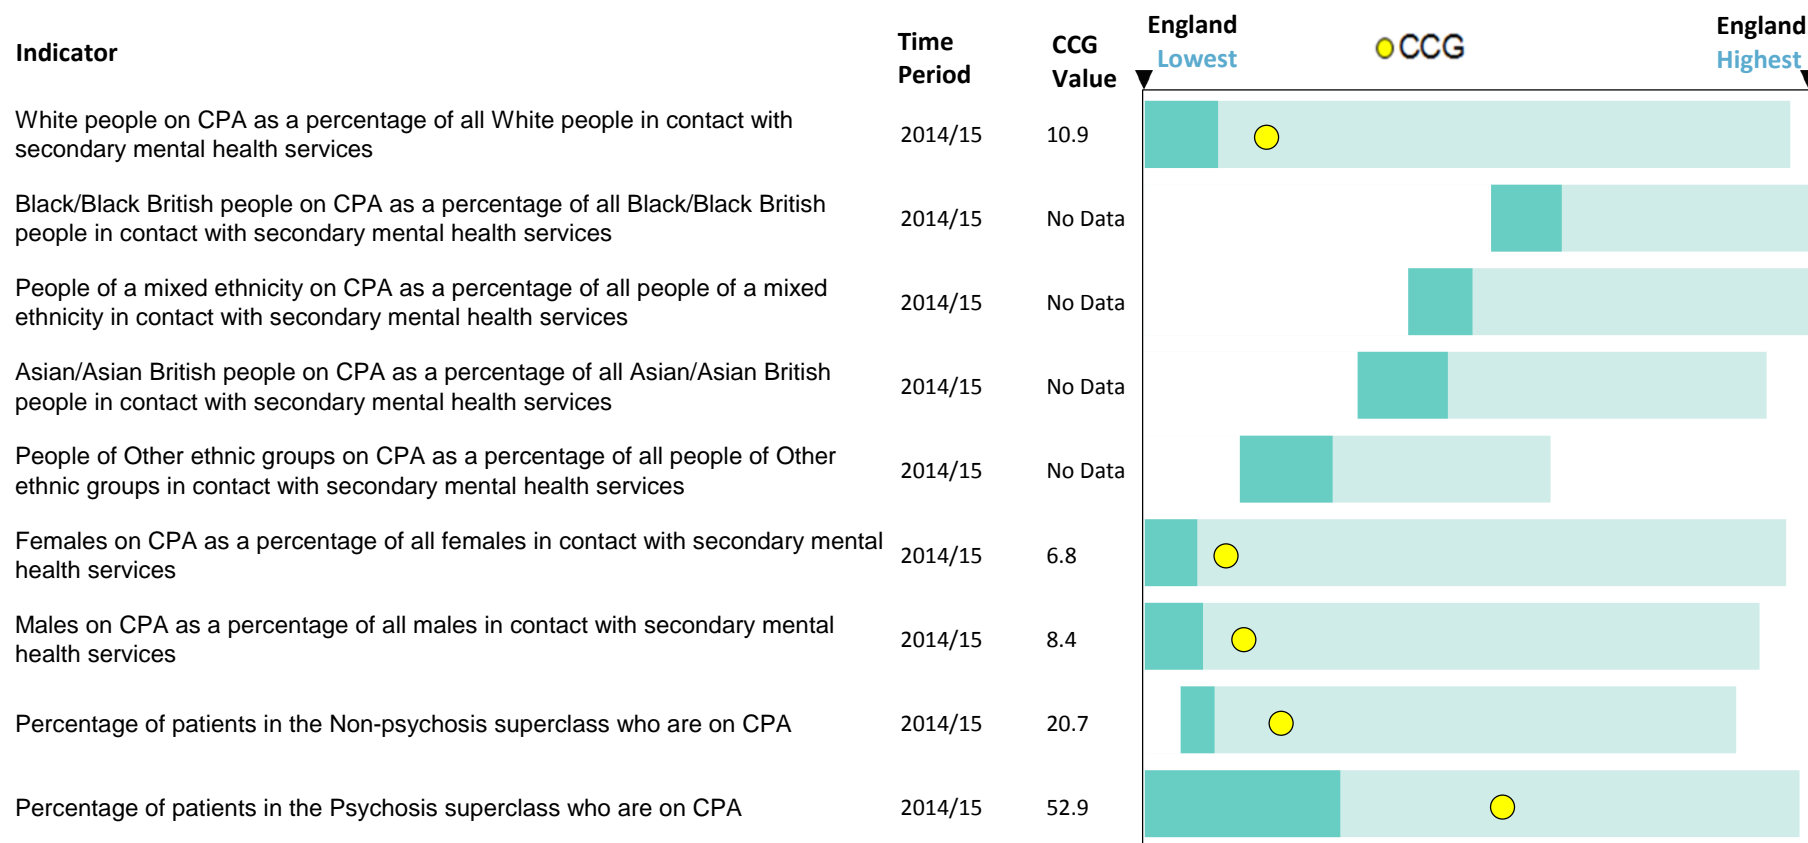 Indicator
Time Period
CCG Value
England Lowest
CCG
England Highest
White people on CPA as a percentage of all White people in contact with
secondary mental health services
2014/15
10.9
Black/Black British people on CPA as a percentage of all Black/Black British
people in contact with secondary mental health services
2014/15
No Data
People of a mixed ethnicity on CPA as a percentage of all people of a mixed
ethnicity in contact with secondary mental health services
2014/15
No Data
Asian/Asian British people on CPA as a percentage of all Asian/Asian British
people in contact with secondary mental health services
2014/15
No Data
People of Other ethnic groups on CPA as a percentage of all people of Other
ethnic groups in contact with secondary mental health services
2014/15
No Data
Females on CPA as a percentage of all females in contact with secondary mental
health services
2014/15
6.8
Males on CPA as a percentage of all males in contact with secondary mental
health services
2014/15
8.4
Percentage of patients in the Non-psychosis superclass who are on CPA
2014/15
20.7
Percentage of patients in the Psychosis superclass who are on CPA
2014/15
52.9